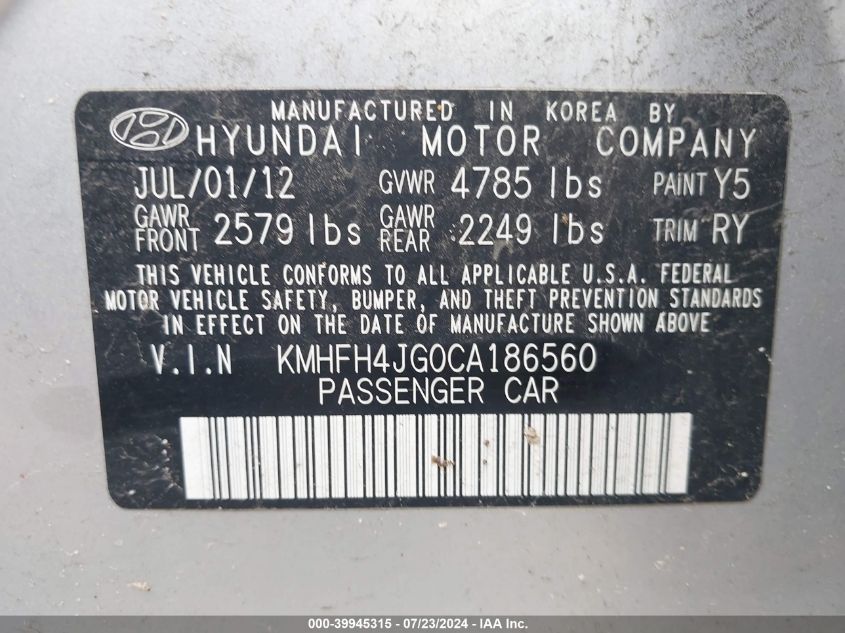 MANUFACTURED IN KOREA BY
HYUNDAI MOTOR COMPANY
JUL/01/12 GVWR 4785 lbs PAINT Y5
GAWR FRONT 2579 lbs GAWR REAR 2249 lbs TRIM RY
THIS VEHICLE CONFORMS TO ALL APPLICABLE U.S.A. FEDERAL
MOTOR VEHICLE SAFETY, BUMPER, AND THEFT PREVENTION STANDARDS
IN EFFECT ON THE DATE OF MANUFACTURE SHOWN ABOVE
V.I.N KMHFH4JG0CA186560
PASSENGER CAR
000-39945315 - 07/23/2024 - IAA Inc.